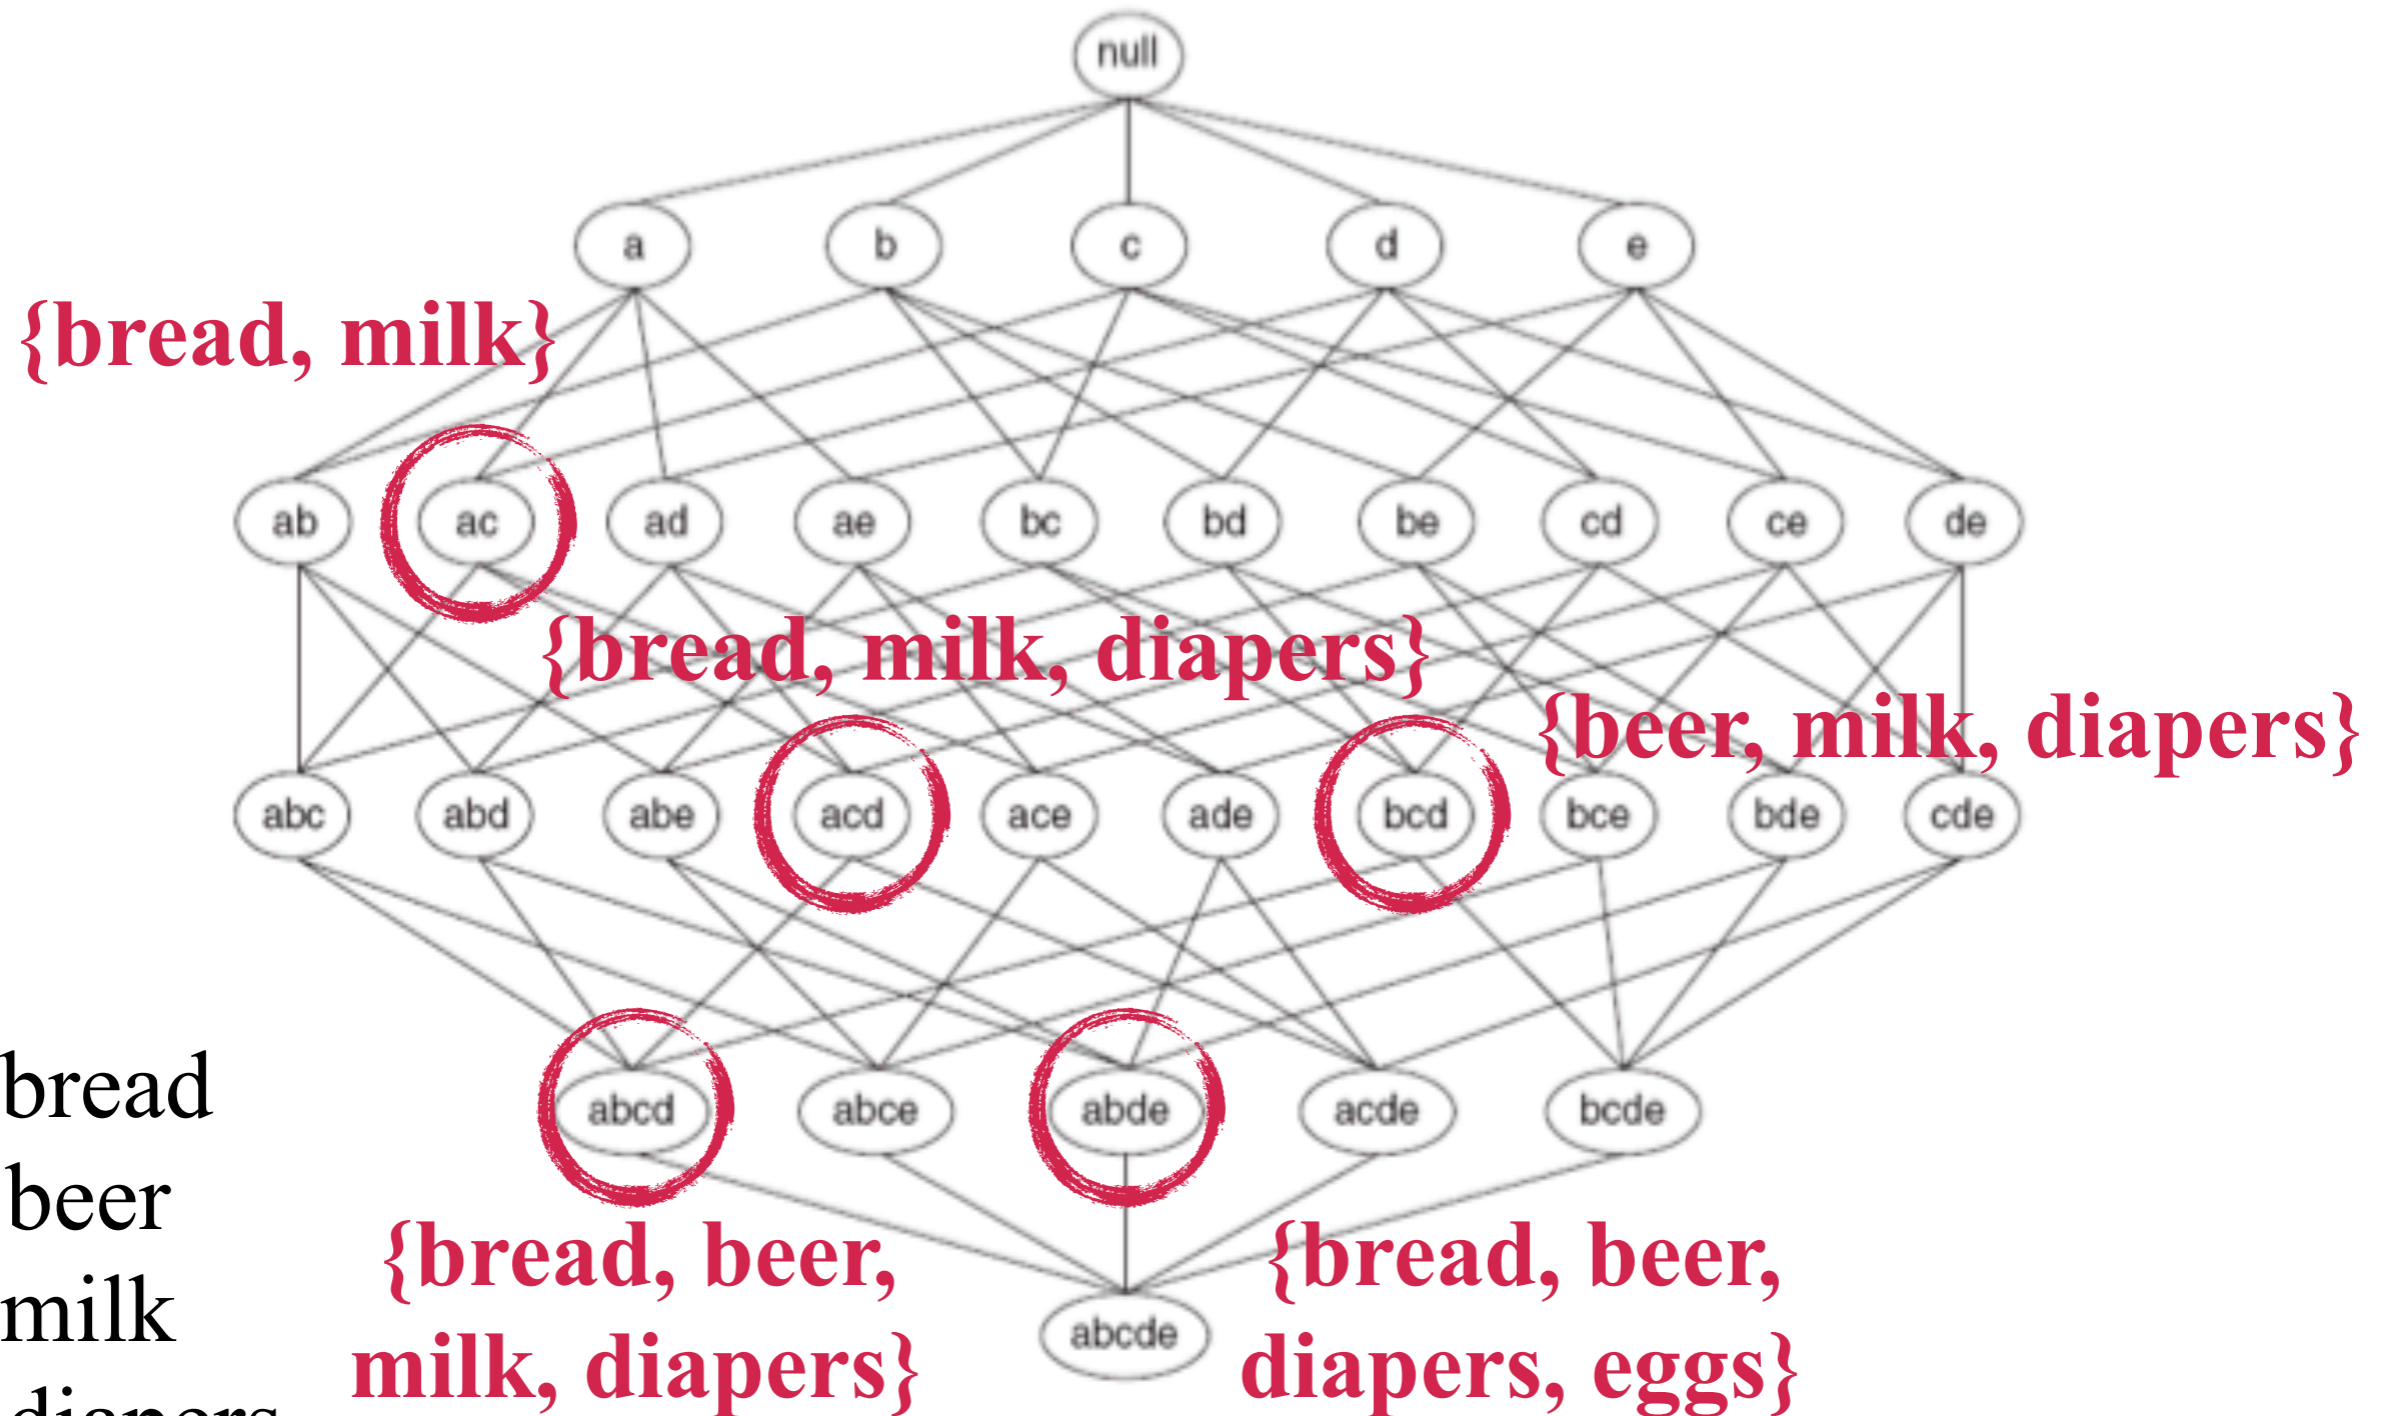 null
a b c d e
{bread, milk}
ab ac ad ae bc bd be cd ce de
{bread, milk, diapers}
{beer, milk, diapers}
abc abd abe acd ace ade bcd bce bde cde
bread
abcd abce abde acde bcde
beer
{bread, beer,
milk, diapers}
{bread, beer,
diapers, eggs}
milk
abcde
diapers